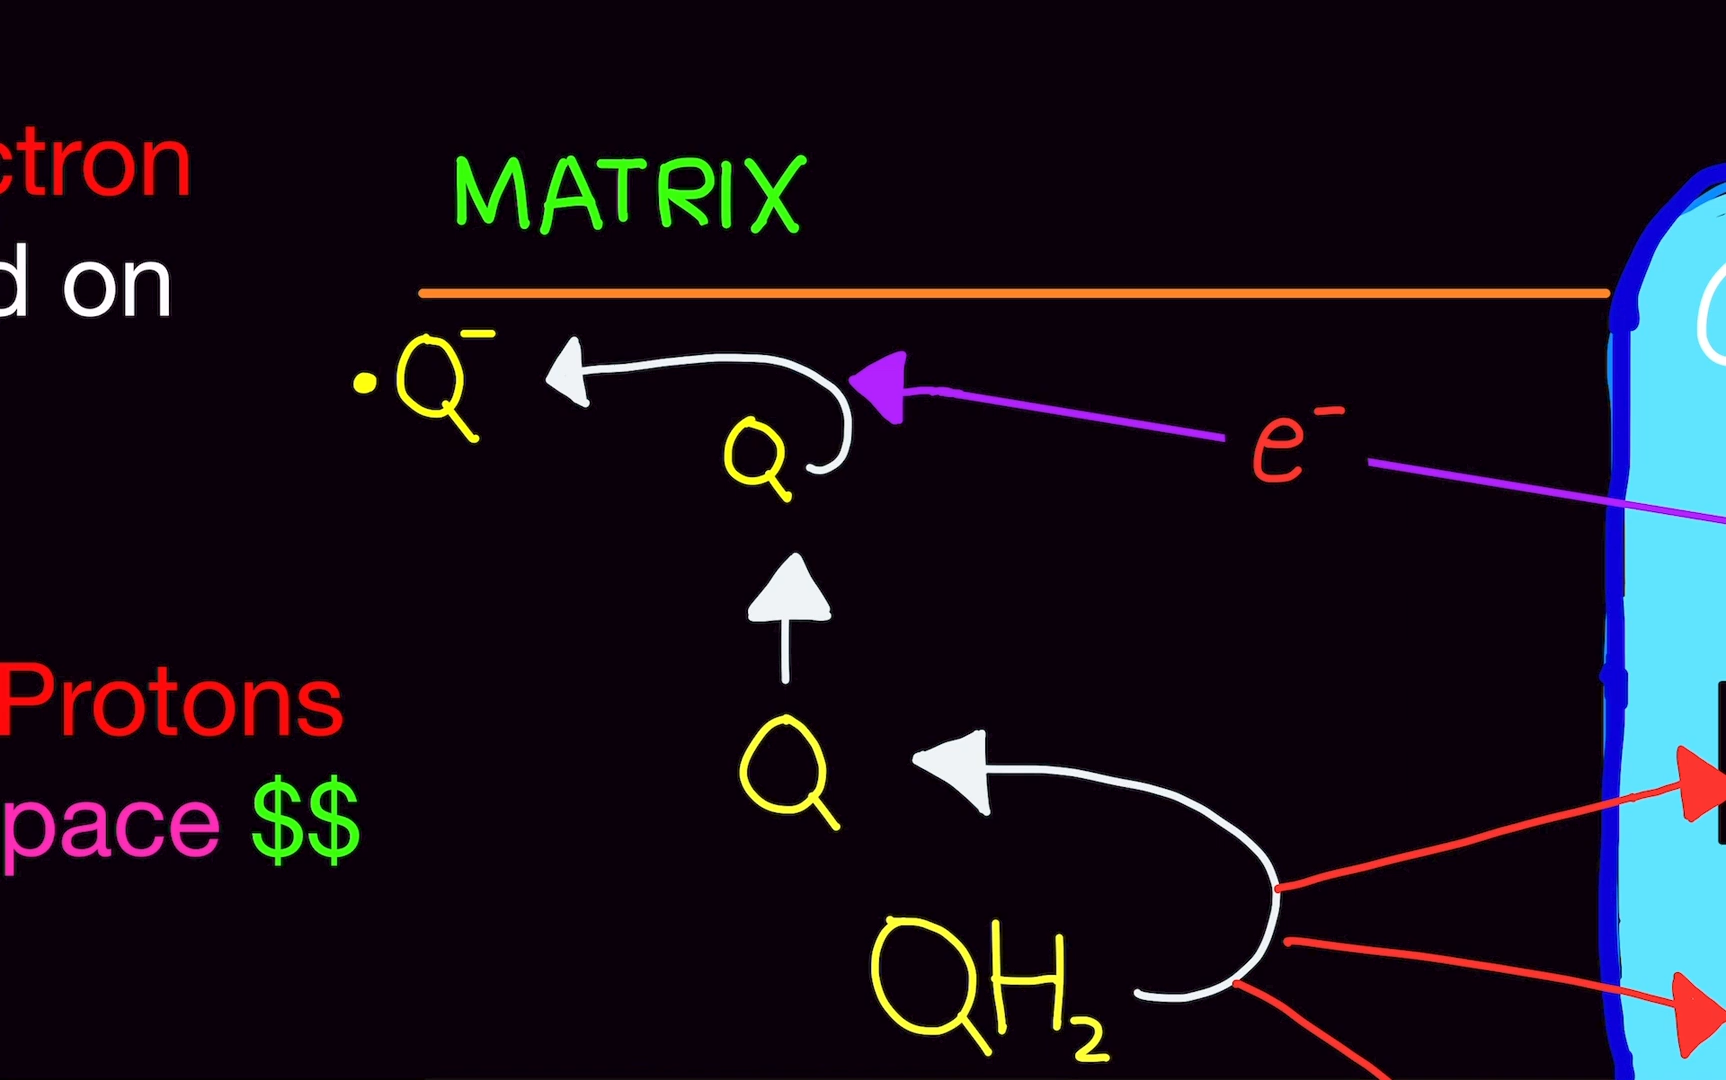 ctron
d on
Protons
pace $$
MATRIX
·Q⁻
Q
e⁻
Q
QH₂